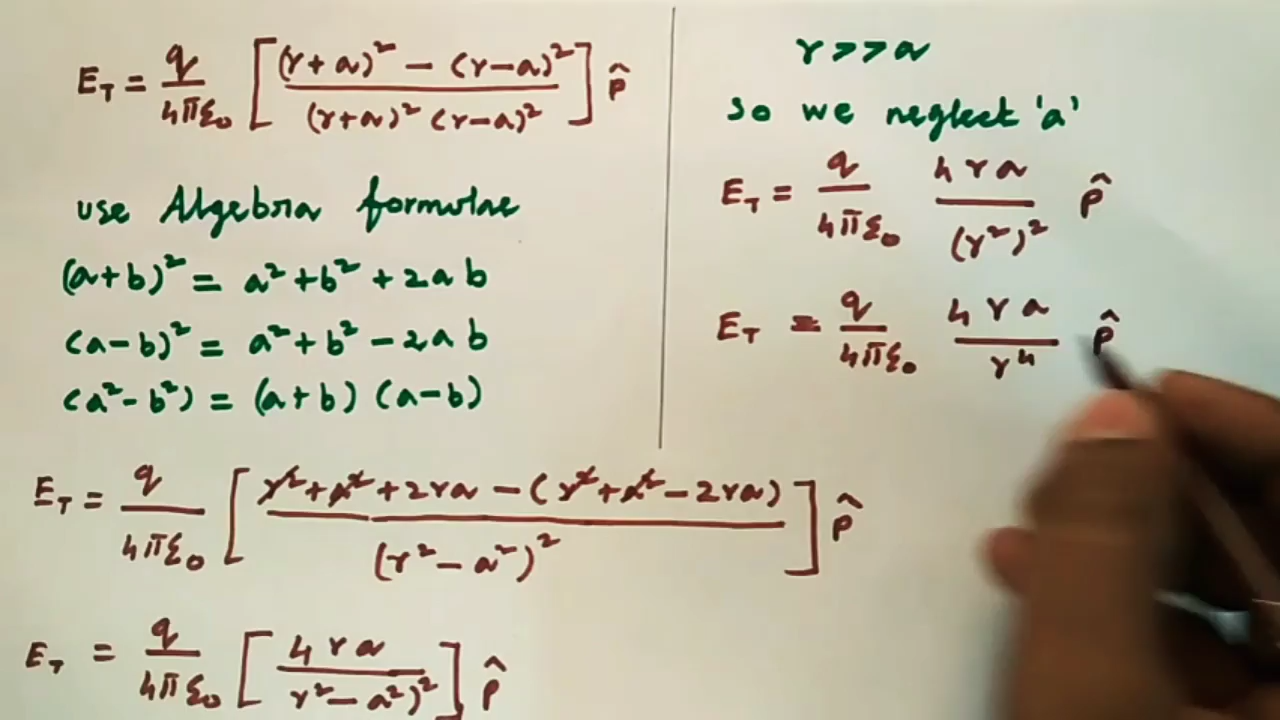 E_T = q/4πε₀ [ (r+a)² − (r−a)² / (r+a)² (r−a)² ] p̂
use Algebra formulae
(a+b)² = a² + b² + 2ab
(a−b)² = a² + b² − 2ab
(a²−b²) = (a+b) (a−b)
E_T = q/4πε₀ [ r² + a² + 2ra − (r² + a² − 2ra) / (r² − a²)² ] p̂
E_T = q/4πε₀ [ 4ra / r² − a²)² ] p̂
r >> a
so we neglect 'a'
E_T = q/4πε₀ 4ra/(r²)² p̂
E_T = q/4πε₀ 4ra/r⁴ p̂